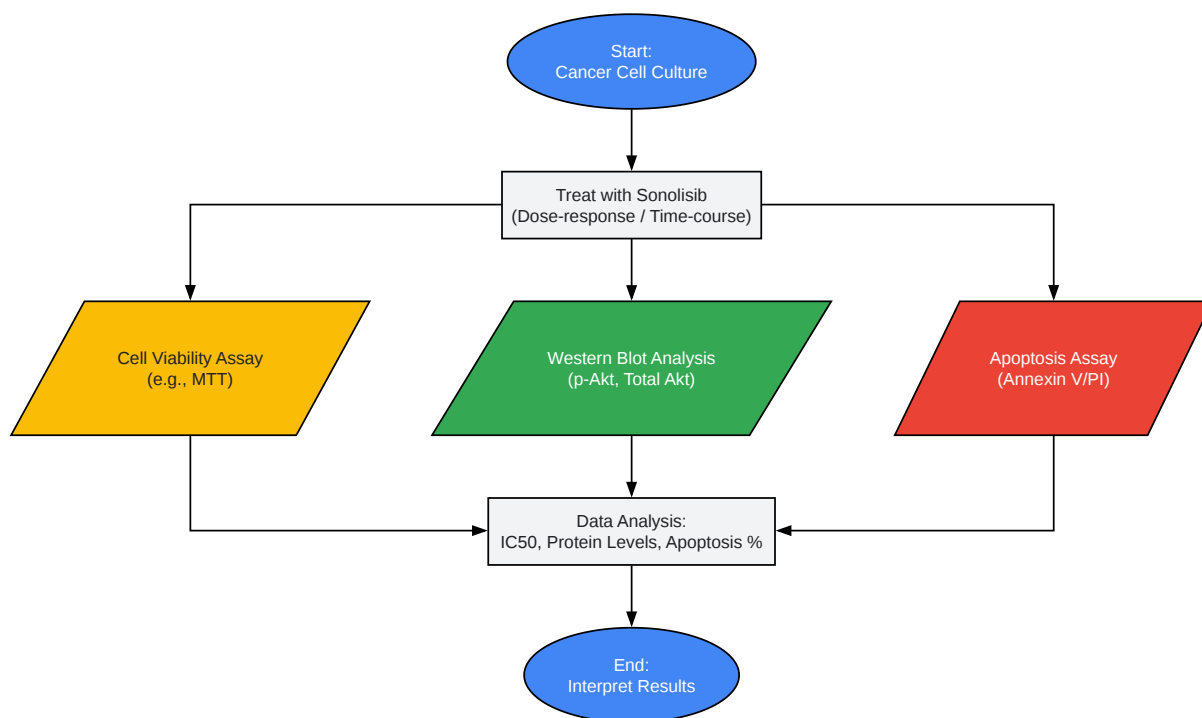 Start:
Cancer Cell Culture
Treat with Sonolisib
(Dose-response / Time-course)
Cell Viability Assay
(e.g., MTT)
Western Blot Analysis
(p-Akt, Total Akt)
Apoptosis Assay
(Annexin V/PI)
Data Analysis:
IC50, Protein Levels, Apoptosis %
End:
Interpret Results